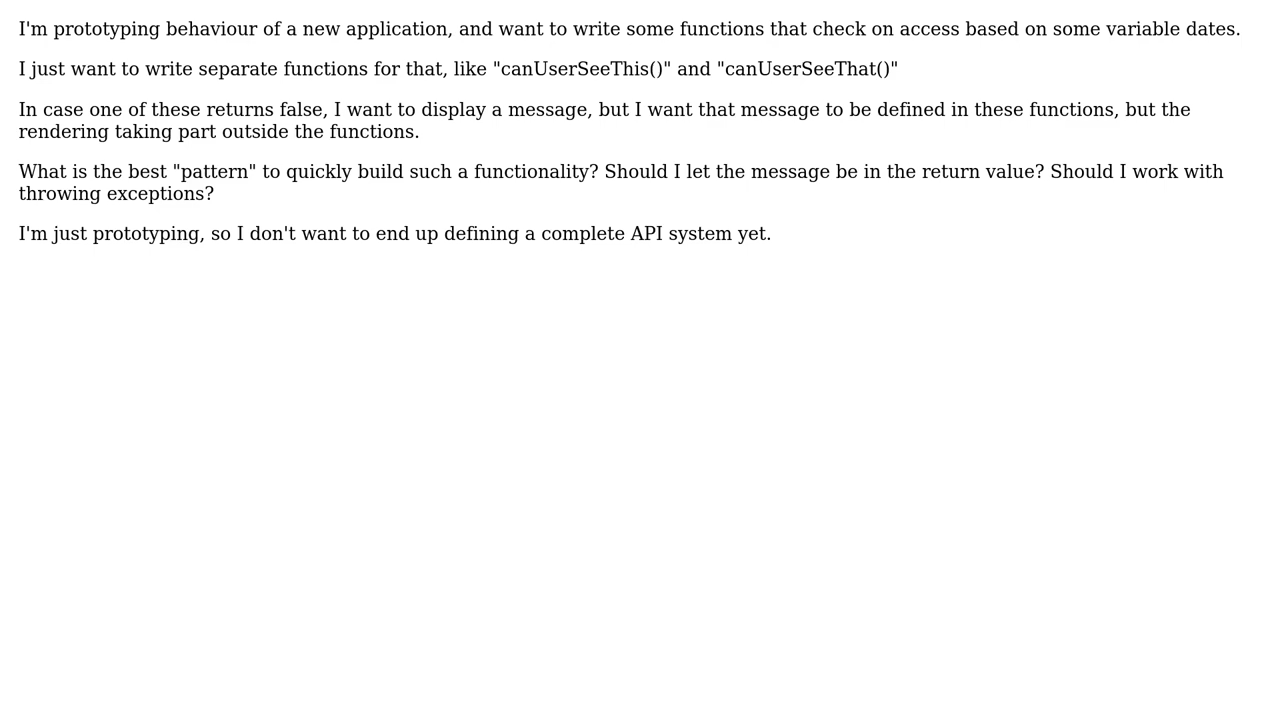 I'm prototyping behaviour of a new application, and want to write some functions that check on access based on some variable dates.
I just want to write separate functions for that, like "canUserSeeThis()" and "canUserSeeThat()"
In case one of these returns false, I want to display a message, but I want that message to be defined in these functions, but the
rendering taking part outside the functions.
What is the best "pattern" to quickly build such a functionality? Should I let the message be in the return value? Should I work with
throwing exceptions?
I'm just prototyping, so I don't want to end up defining a complete API system yet.